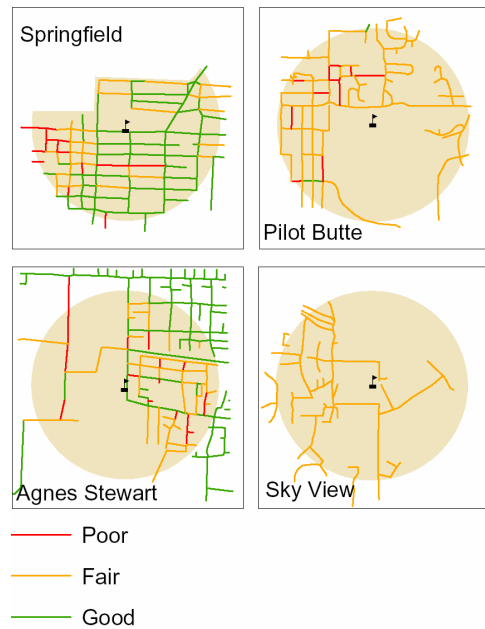 Springfield
Pilot Butte
Agnes Stewart
Sky View
Poor
Fair
Good